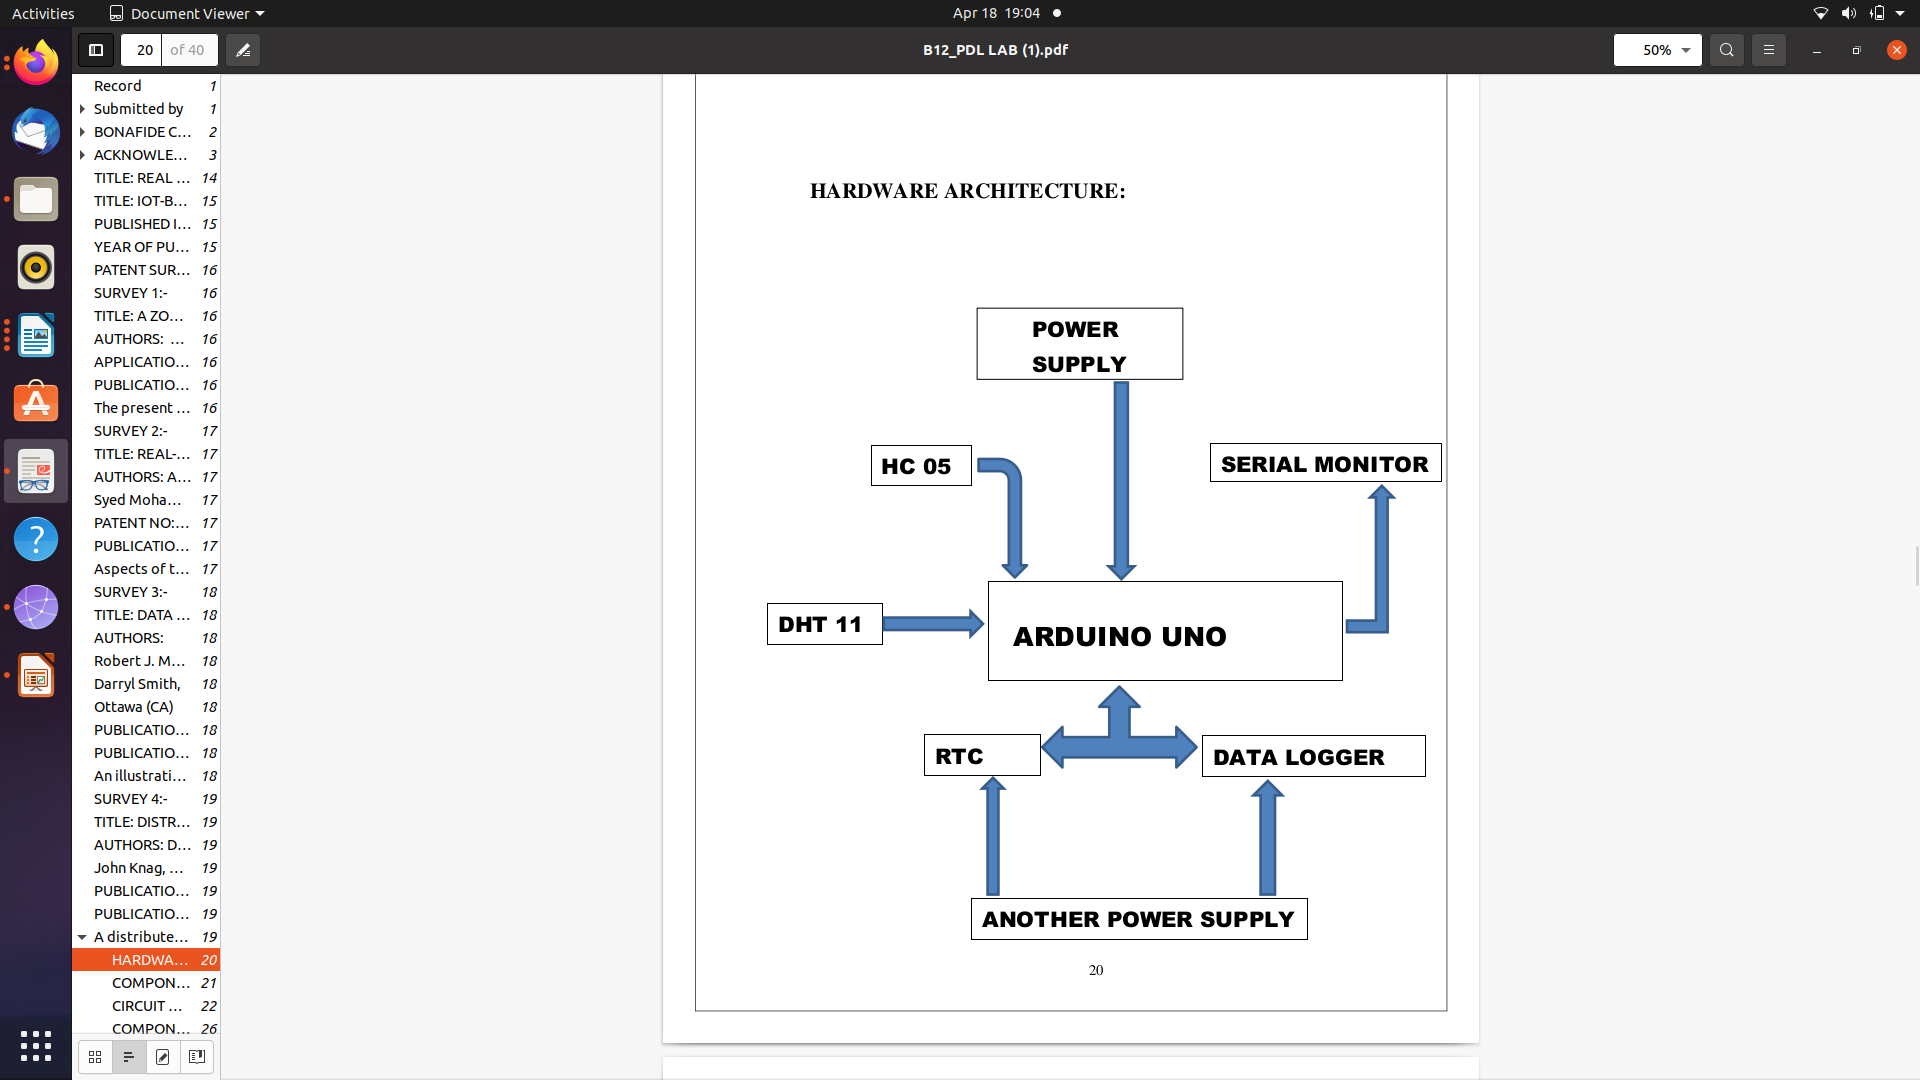 Activities
Document Viewer
Apr 18 19:04
20 of 40
B12_PDL LAB (1).pdf
50%
Record 1
Submitted by 1
BONAFIDE C... 2
ACKNOWLE... 3
TITLE: REAL ... 14
TITLE: IOT-B... 15
PUBLISHED I... 15
YEAR OF PU... 15
PATENT SUR... 16
SURVEY 1:- 16
TITLE: A ZO... 16
AUTHORS: ... 16
APPLICATIO... 16
PUBLICATIO... 16
The present ... 16
SURVEY 2:- 17
TITLE: REAL-... 17
AUTHORS: A... 17
Syed Moha... 17
PATENT NO:... 17
PUBLICATIO... 17
Aspects of t... 17
SURVEY 3:- 18
TITLE: DATA ... 18
AUTHORS: 18
Robert J. M... 18
Darryl Smith, 18
Ottawa (CA) 18
PUBLICATIO... 18
PUBLICATIO... 18
An illustrati... 18
SURVEY 4:- 19
TITLE: DISTR... 19
AUTHORS: D... 19
John Knag, ... 19
PUBLICATIO... 19
PUBLICATIO... 19
A distribute... 19
HARDWA... 20
COMPON... 21
CIRCUIT ... 22
COMPON... 26
HARDWARE ARCHITECTURE:
POWER
SUPPLY
HC 05
SERIAL MONITOR
DHT 11
ARDUINO UNO
RTC
DATA LOGGER
ANOTHER POWER SUPPLY
20